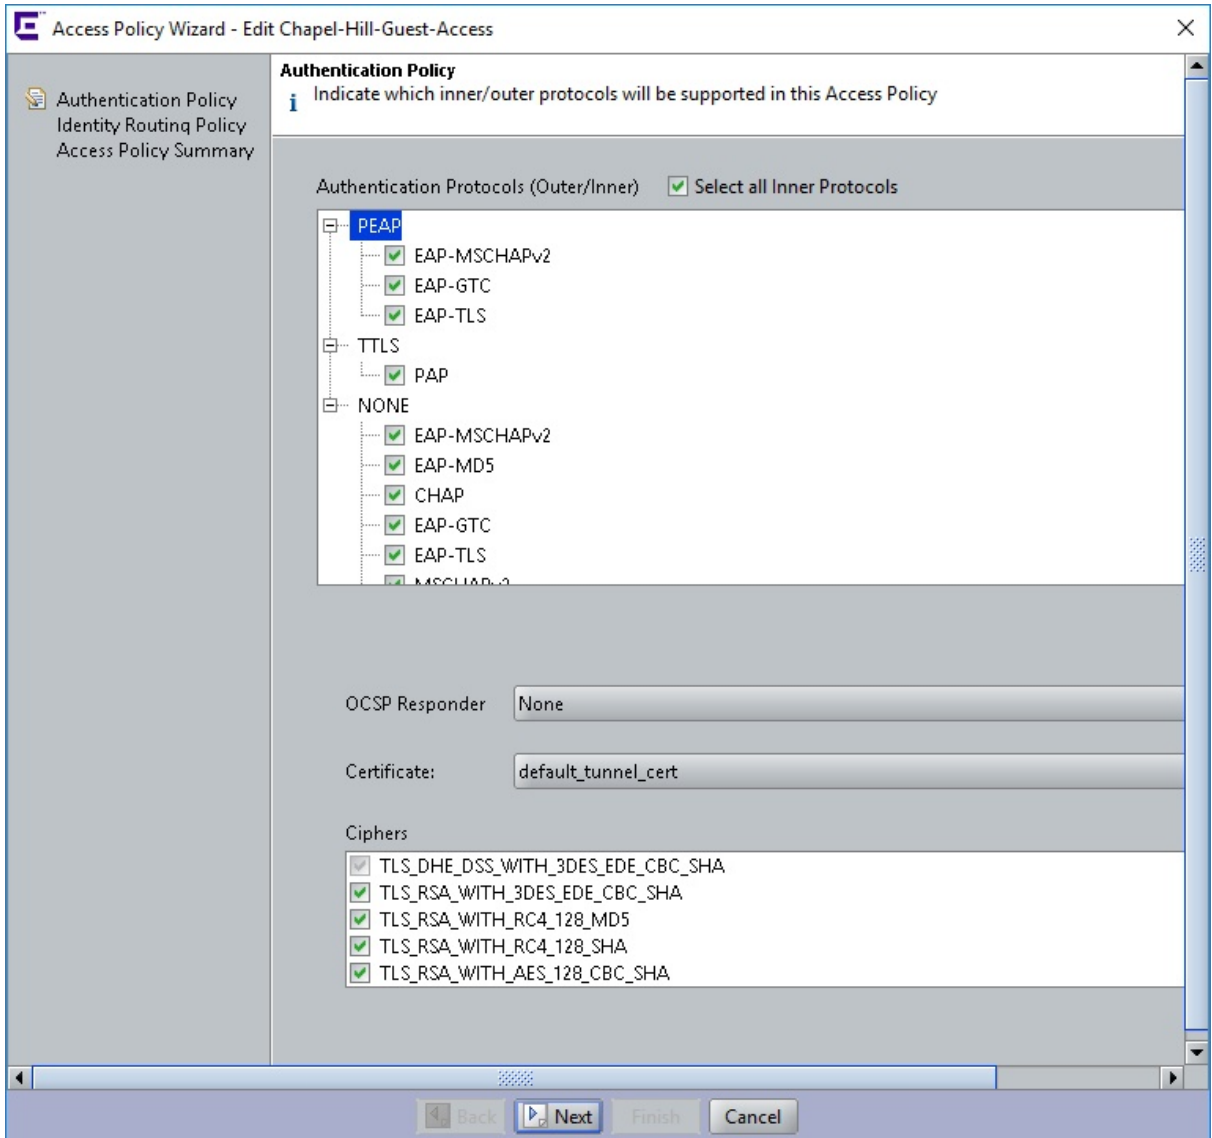 Access Policy Wizard - Edit Chapel-Hill-Guest-Access
Authentication Policy
Identity Routing Policy
Access Policy Summary
Authentication Policy
Indicate which inner/outer protocols will be supported in this Access Policy
Authentication Protocols (Outer/Inner) Select all Inner Protocols
PEAP
EAP-MSCHAPv2
EAP-GTC
EAP-TLS
TTLS
PAP
NONE
EAP-MSCHAPv2
EAP-MD5
CHAP
EAP-GTC
EAP-TLS
MSCHAPv2
OCSP Responder None
Certificate: default_tunnel_cert
Ciphers
TLS_DHE_DSS_WITH_3DES_EDE_CBC_SHA
TLS_RSA_WITH_3DES_EDE_CBC_SHA
TLS_RSA_WITH_RC4_128_MD5
TLS_RSA_WITH_RC4_128_SHA
TLS_RSA_WITH_AES_128_CBC_SHA
Back Next Finish Cancel